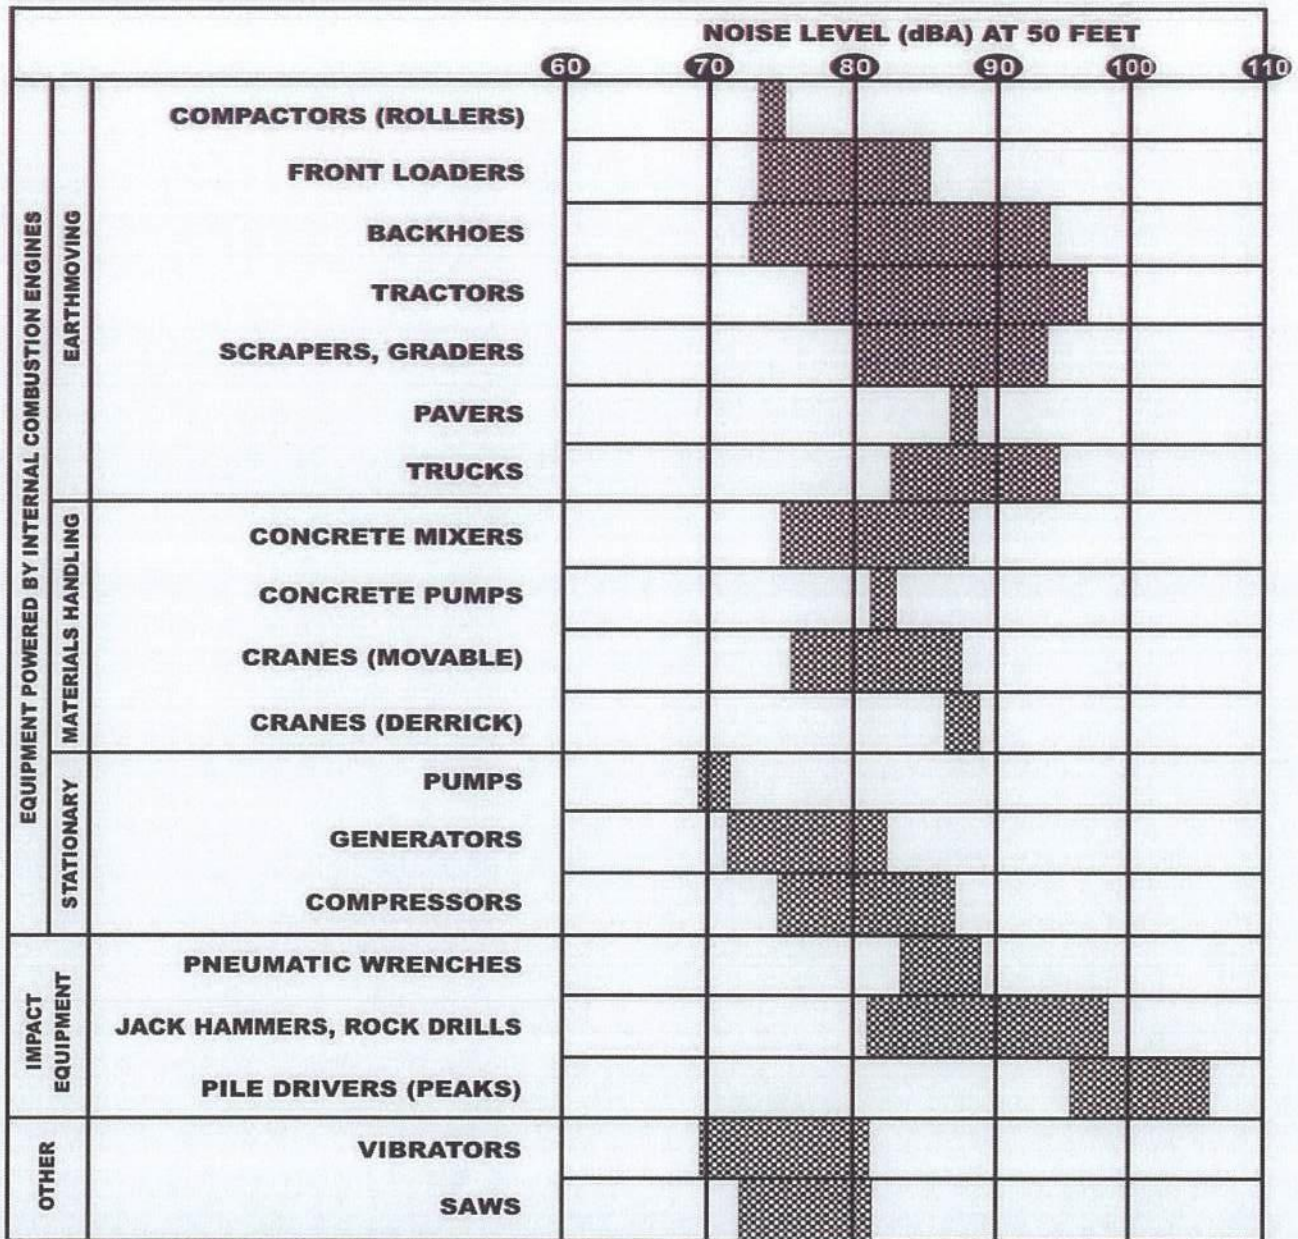 NOISE LEVEL (dBA) AT 50 FEET
60 70 80 90 100 110
EQUIPMENT POWERED BY INTERNAL COMBUSTION ENGINES
EARTHMOVING
COMPACTORS (ROLLERS)
FRONT LOADERS
BACKHOES
TRACTORS
SCRAPERS, GRADERS
PAVERS
TRUCKS
MATERIALS HANDLING
CONCRETE MIXERS
CONCRETE PUMPS
CRANES (MOVABLE)
CRANES (DERRICK)
STATIONARY
PUMPS
GENERATORS
COMPRESSORS
IMPACT
EQUIPMENT
PNEUMATIC WRENCHES
JACK HAMMERS, ROCK DRILLS
PILE DRIVERS (PEAKS)
OTHER
VIBRATORS
SAWS